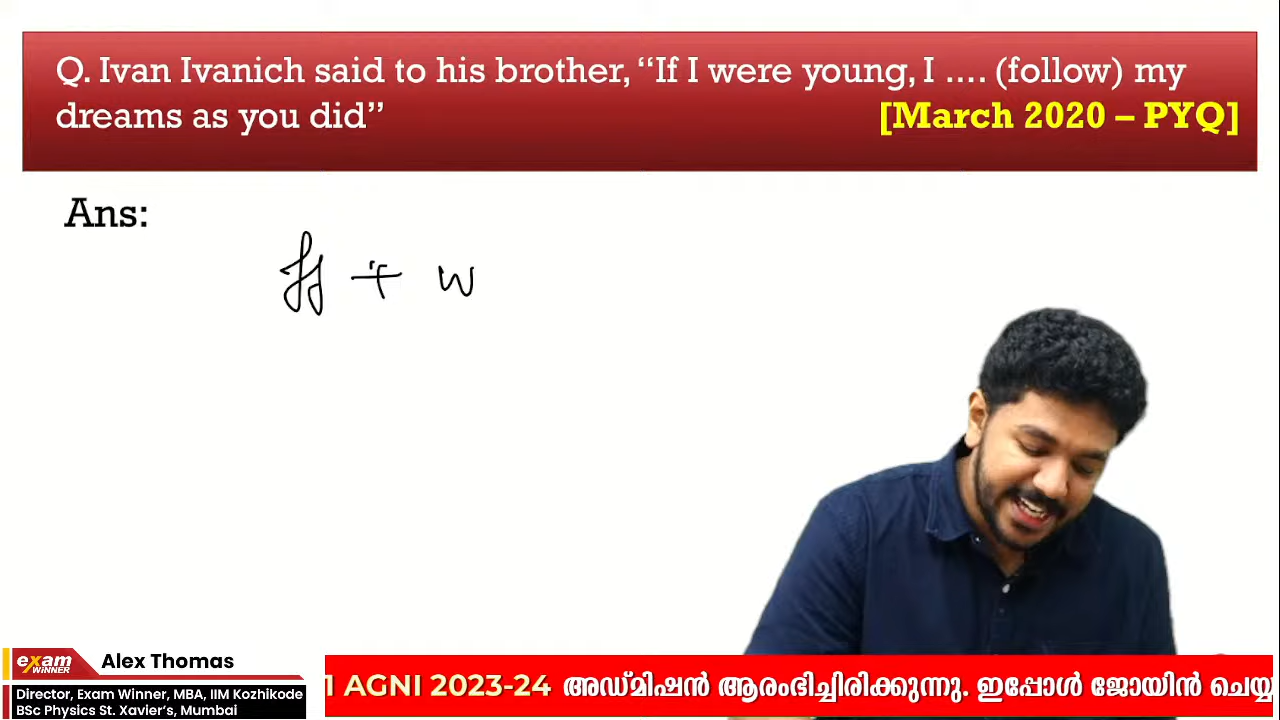 Q. Ivan Ivanich said to his brother, “If I were young, I .... (follow) my
dreams as you did” [March 2020 – PYQ]
Ans:
If + w
exam WINNER Alex Thomas
Director, Exam Winner, MBA, IIM Kozhikode
BSc Physics St. Xavier's, Mumbai
1 AGNI 2023-24 അഡ്മിഷൻ ആരംഭിച്ചിരിക്കുന്നു. ഇപ്പോൾ ജോയിൻ ചെയ്യ